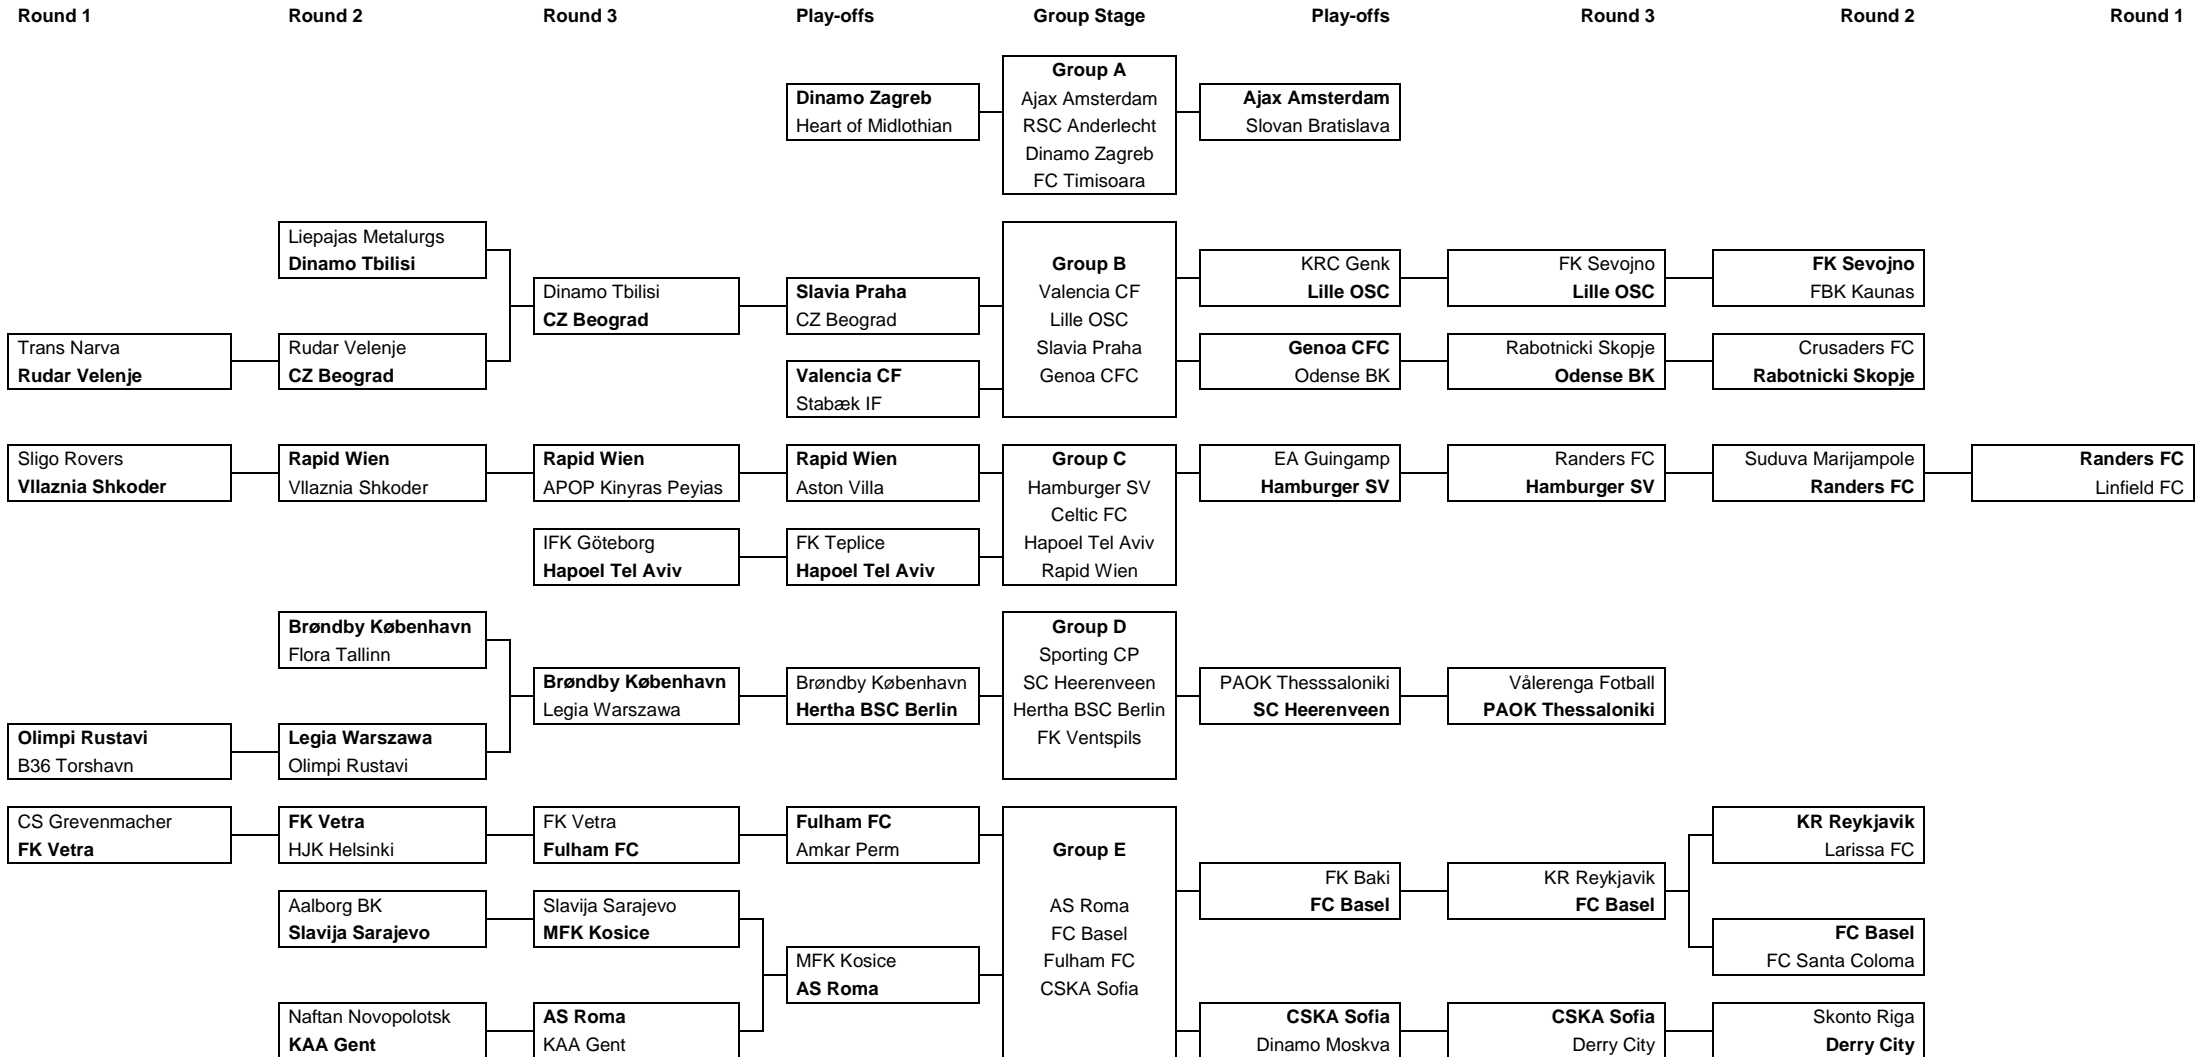 Round 1
Round 2
Round 3
Play-offs
Group Stage
Play-offs
Round 3
Round 2
Round 1
Dinamo Zagreb
Heart of Midlothian
Group A
Ajax Amsterdam
RSC Anderlecht
Dinamo Zagreb
FC Timisoara
Ajax Amsterdam
Slovan Bratislava
Liepajas Metalurgs
Dinamo Tbilisi
Trans Narva
Rudar Velenje
Rudar Velenje
CZ Beograd
Dinamo Tbilisi
CZ Beograd
Slavia Praha
CZ Beograd
Valencia CF
Stabæk IF
Group B
Valencia CF
Lille OSC
Slavia Praha
Genoa CFC
KRC Genk
Lille OSC
FK Sevojno
Lille OSC
FK Sevojno
FBK Kaunas
Genoa CFC
Odense BK
Rabotnicki Skopje
Odense BK
Crusaders FC
Rabotnicki Skopje
Sligo Rovers
Vllaznia Shkoder
Rapid Wien
Vllaznia Shkoder
Rapid Wien
APOP Kinyras Peyias
Rapid Wien
Aston Villa
IFK Göteborg
Hapoel Tel Aviv
FK Teplice
Hapoel Tel Aviv
Group C
Hamburger SV
Celtic FC
Hapoel Tel Aviv
Rapid Wien
EA Guingamp
Hamburger SV
Randers FC
Hamburger SV
Suduva Marijampole
Randers FC
Randers FC
Linfield FC
Brøndby København
Flora Tallinn
Olimpi Rustavi
B36 Torshavn
Legia Warszawa
Olimpi Rustavi
Brøndby København
Legia Warszawa
Brøndby København
Hertha BSC Berlin
Group D
Sporting CP
SC Heerenveen
Hertha BSC Berlin
FK Ventspils
PAOK Thesssaloniki
SC Heerenveen
Vålerenga Fotball
PAOK Thessaloniki
CS Grevenmacher
FK Vetra
FK Vetra
HJK Helsinki
FK Vetra
Fulham FC
Fulham FC
Amkar Perm
Aalborg BK
Slavija Sarajevo
Slavija Sarajevo
MFK Kosice
MFK Kosice
AS Roma
Naftan Novopolotsk
KAA Gent
AS Roma
KAA Gent
Group E
AS Roma
FC Basel
Fulham FC
CSKA Sofia
FK Baki
FC Basel
KR Reykjavik
FC Basel
KR Reykjavik
Larissa FC
FC Basel
FC Santa Coloma
CSKA Sofia
Dinamo Moskva
CSKA Sofia
Derry City
Skonto Riga
Derry City